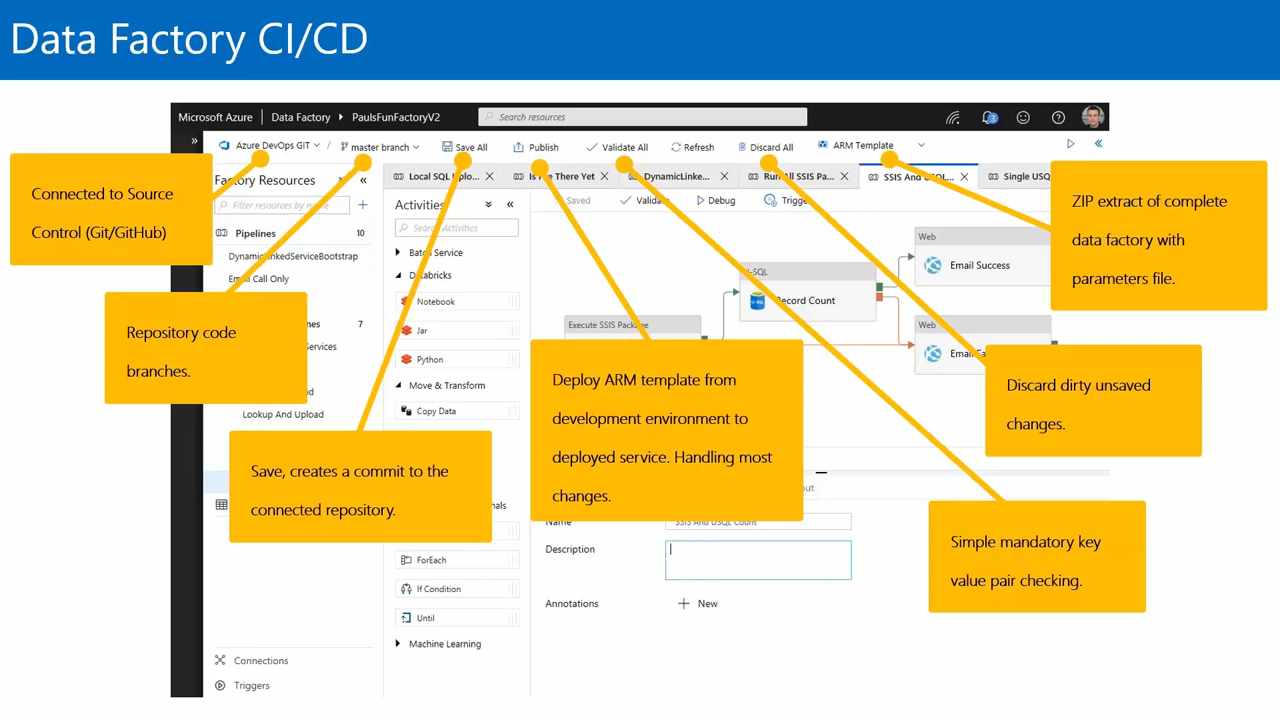 Data Factory CI/CD
Microsoft Azure
Data Factory
PaulsFunFactoryV2
Search resources
3
Azure DevOps GIT
master branch
Save All
Publish
Validate All
Refresh
Discard All
ARM Template
Factory Resources
Filter resources by name
Pipelines 10
DynamicLinkedServiceBootstrap
Email Call Only
7
Lookup And Upload
Connections
Triggers
Local SQL
There Yet
DynamicLinke...
SSIS Pa...
SSIS And USQL...
Single USQ
Saved
Debug
Activities
Search Activities
Batch Service
Databricks
Notebook
Jar
Python
Move & Transform
Copy Data
ForEach
If Condition
Until
Machine Learning
Execute SSIS Package
U-SQL
Record Count
Web
Email Success
Web
Name
SSIS And USQL Count
Description
Annotations
New
Connected to Source
Control (Git/GitHub)
Repository code
branches.
Save, creates a commit to the
connected repository.
Deploy ARM template from
development environment to
deployed service. Handling most
changes.
Simple mandatory key
value pair checking.
Discard dirty unsaved
changes.
ZIP extract of complete
data factory with
parameters file.